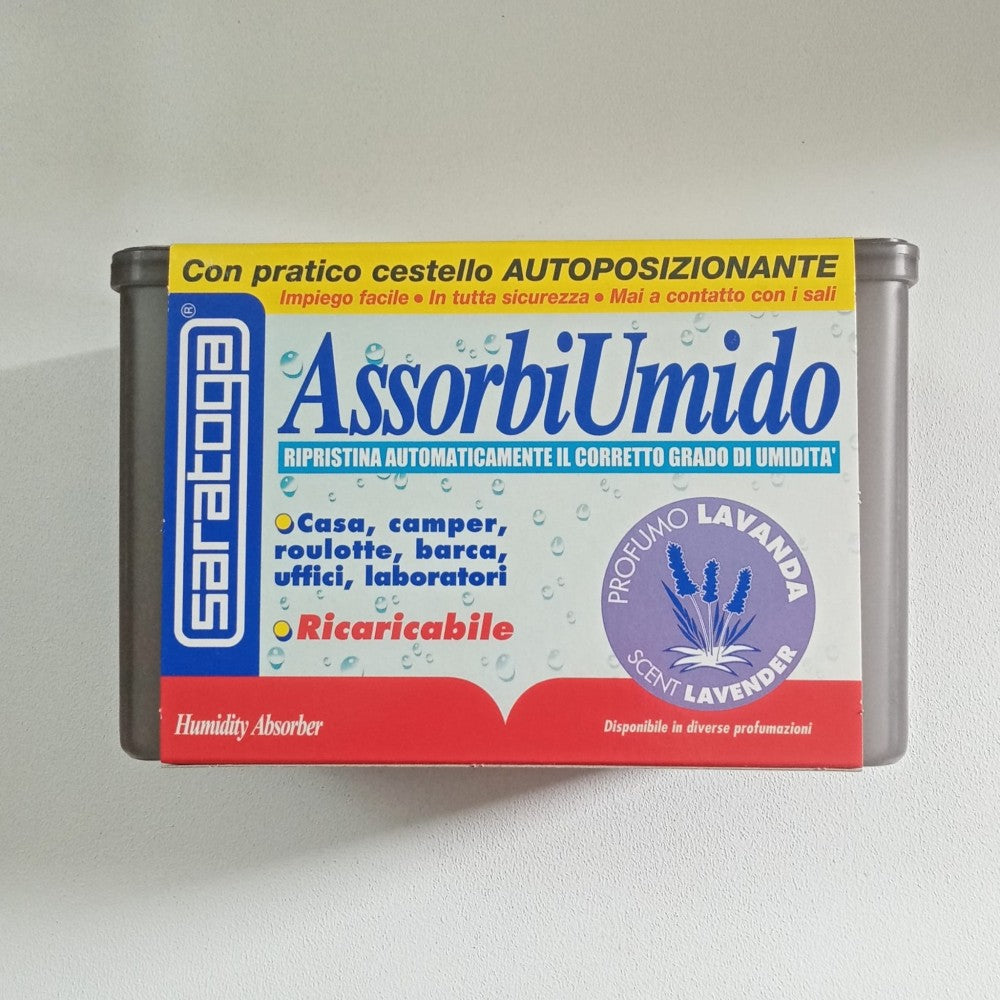 Con pratico cestello AUTOPOSIZIONANTE
Impiego facile • In tutta sicurezza • Mai a contatto con i sali
saratoga®
AssorbiUmido
RIPRISTINA AUTOMATICAMENTE IL CORRETTO GRADO DI UMIDITA'
Casa, camper,
roulotte, barca,
uffici, laboratori
Ricaricabile
PROFUMO LAVANDA
SCENT LAVENDER
Humidity Absorber
Disponibile in diverse profumazioni